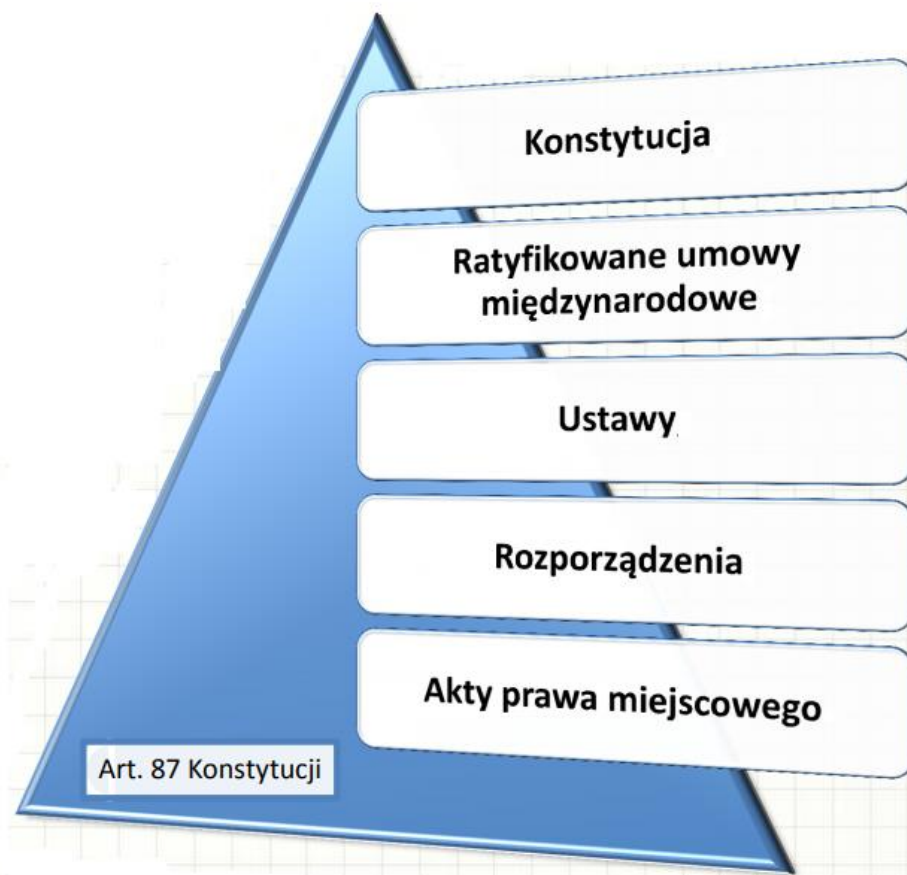 Konstytucja
Ratyfikowane umowy
międzynarodowe
Ustawy
Rozporządzenia
Akty prawa miejscowego
Art. 87 Konstytucji